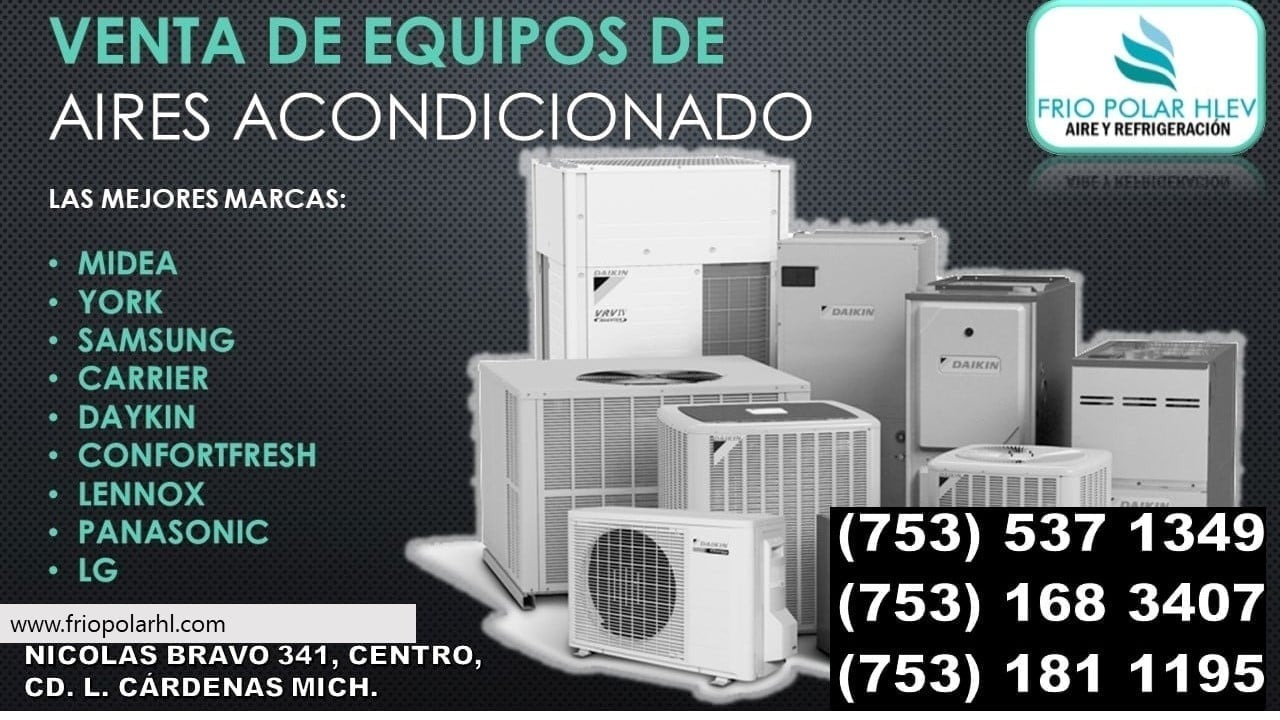 VENTA DE EQUIPOS DE
AIRES ACONDICIONADO
FRIO POLAR HLEV
AIRE Y REFRIGERACIÓN
LAS MEJORES MARCAS:
• MIDEA
• YORK
• SAMSUNG
• CARRIER
• DAYKIN
• CONFORTFRESH
• LENNOX
• PANASONIC
• LG
DAIKIN
VRV IV
DAIKIN
DAIKIN
DAIKIN
DAIKIN
DAIKIN
www.friopolarhl.com
NICOLAS BRAVO 341, CENTRO,
CD. L. CÁRDENAS MICH.
(753) 537 1349
(753) 168 3407
(753) 181 1195